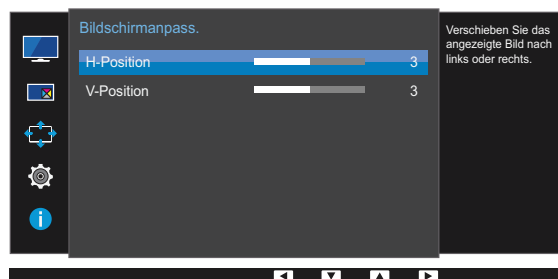 Bildschirmanpass.
H-Position 3
V-Position 3
Verschieben Sie das
angezeigte Bild nach
links oder rechts.